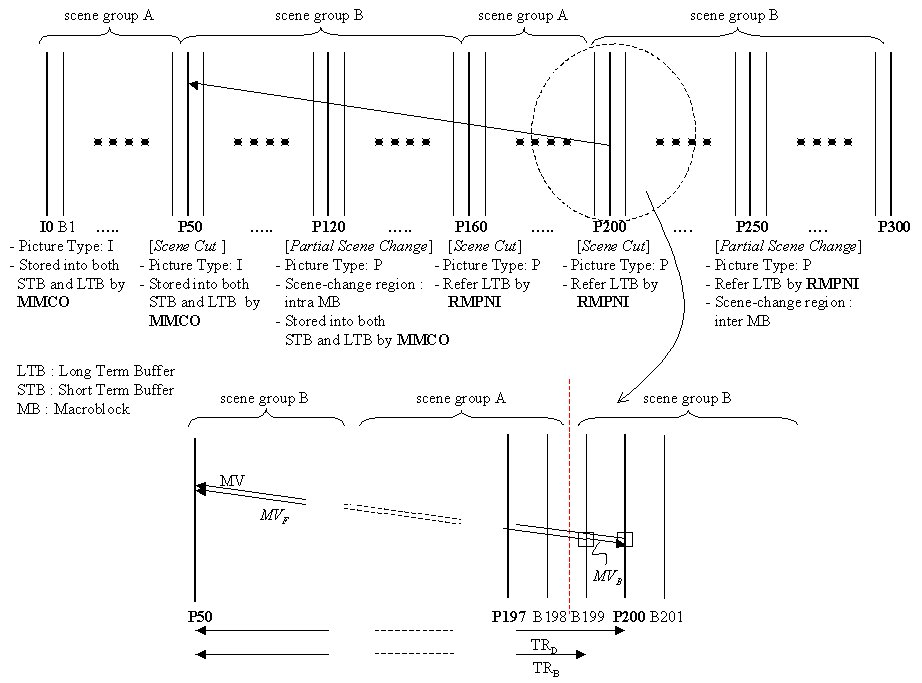 scene group A scene group B scene group A scene group B
I0 B1 ..... P50 ..... P120 ..... P160 ..... P200 ..... P250 ..... P300
- Picture Type: I
- Stored into both
STB and LTB by
MMCO
[Scene Cut ]
- Picture Type: I
- Stored into both
STB and LTB by
MMCO
[Partial Scene Change]
- Picture Type: P
- Scene-change region :
intra MB
- Stored into both
STB and LTB by MMCO
[Scene Cut]
- Picture Type: P
- Refer LTB by
RMPNI
[Scene Cut]
- Picture Type: P
- Refer LTB by
RMPNI
[Partial Scene Change]
- Picture Type: P
- Refer LTB by RMPNI
- Scene-change region :
inter MB
LTB : Long Term Buffer
STB : Short Term Buffer
MB : Macroblock
scene group B scene group A scene group B
MV
MVF
MVB
P50 P197 B198 B199 P200 B201
TRD
TRB